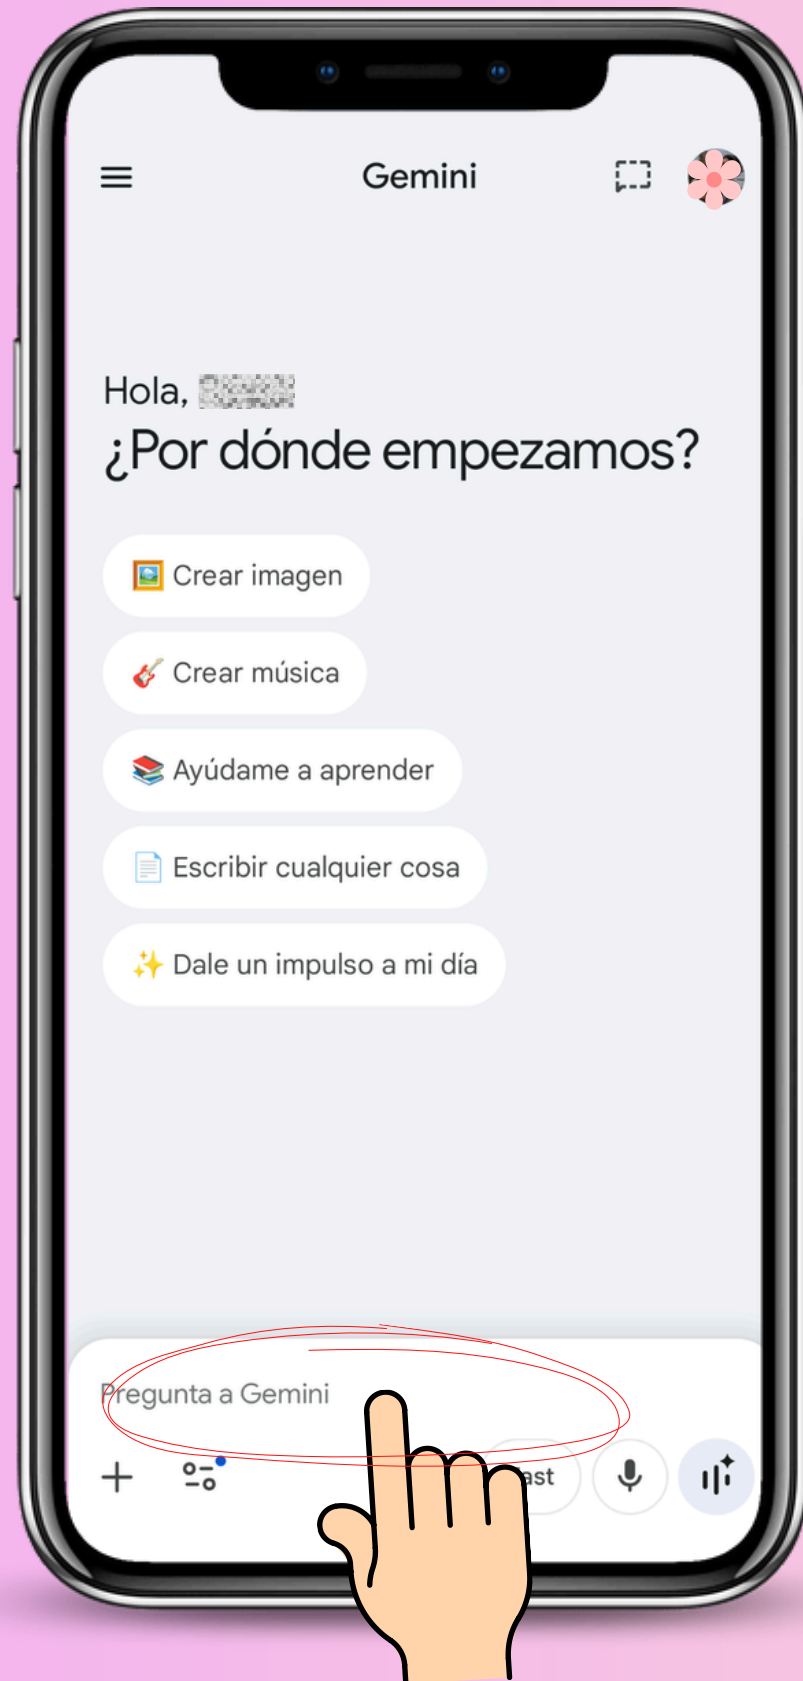 Gemini
Hola,
¿Por dónde empezamos?
Crear imagen
Crear música
Ayúdame a aprender
Escribir cualquier cosa
Dale un impulso a mi día
Pregunta a Gemini